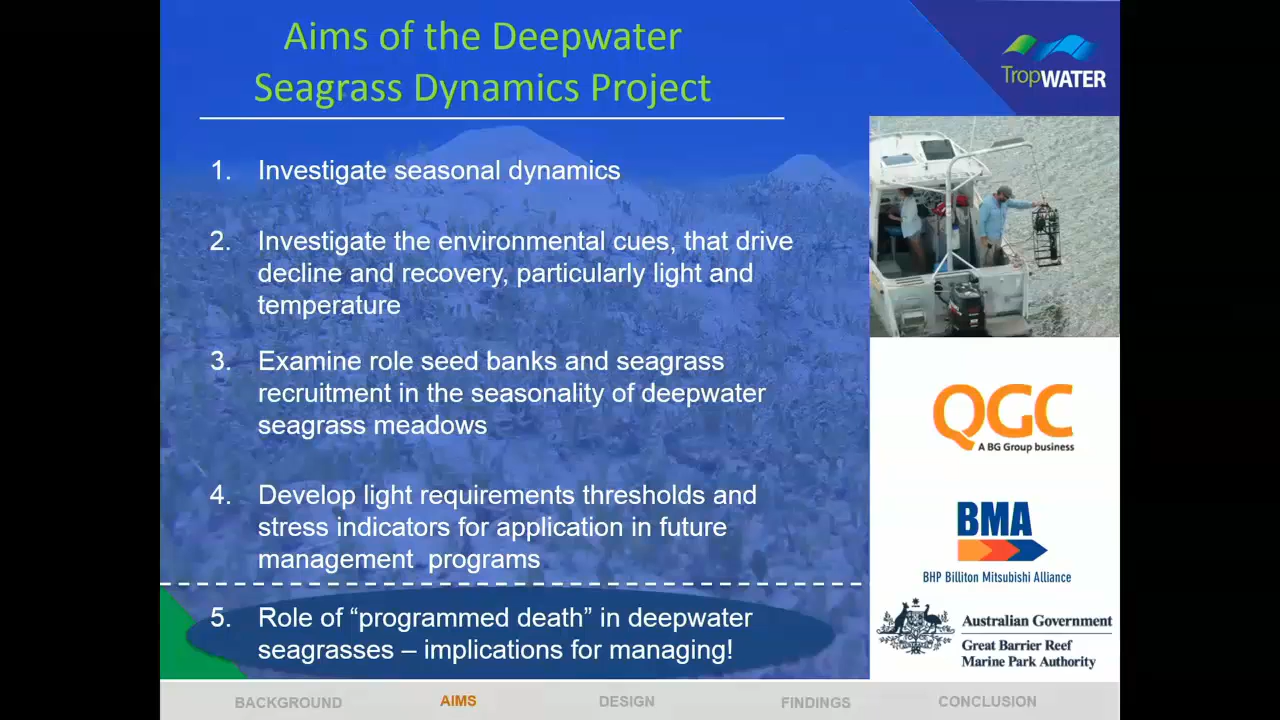 Aims of the Deepwater
Seagrass Dynamics Project
TropWATER
1. Investigate seasonal dynamics
2. Investigate the environmental cues, that drive
decline and recovery, particularly light and
temperature
3. Examine role seed banks and seagrass
recruitment in the seasonality of deepwater
seagrass meadows
4. Develop light requirements thresholds and
stress indicators for application in future
management programs
5. Role of “programmed death” in deepwater
seagrasses – implications for managing!
QGC
A BG Group business
BMA
BHP Billiton Mitsubishi Alliance
Australian Government
Great Barrier Reef
Marine Park Authority
BACKGROUND AIMS DESIGN FINDINGS CONCLUSION